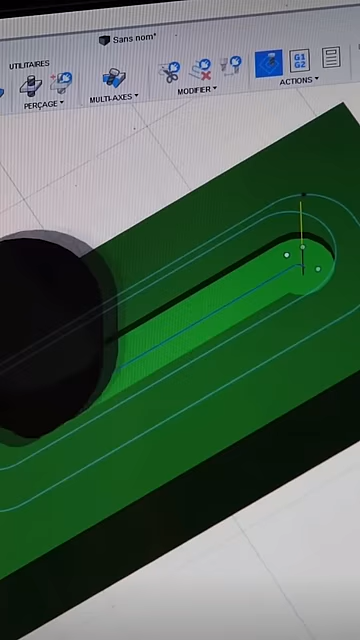 Sans nom*
UTILITAIRES
PERÇAGE ▾
MULTI-AXES ▾
MODIFIER ▾
G1
G2
ACTIONS ▾